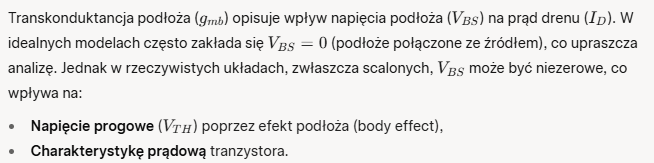 Transkonduktancja podłoża (g_{mb}) opisuje wpływ napięcia podłoża (V_{BS}) na prąd drenu (I_D). W
idealnych modelach często zakłada się V_{BS} = 0 (podłoże połączone ze źródłem), co upraszcza
analizę. Jednak w rzeczywistych układach, zwłaszcza scalonych, V_{BS} może być niezerowe, co
wpływa na:
• Napięcie progowe (V_{TH}) poprzez efekt podłoża (body effect),
• Charakterystykę prądową tranzystora.